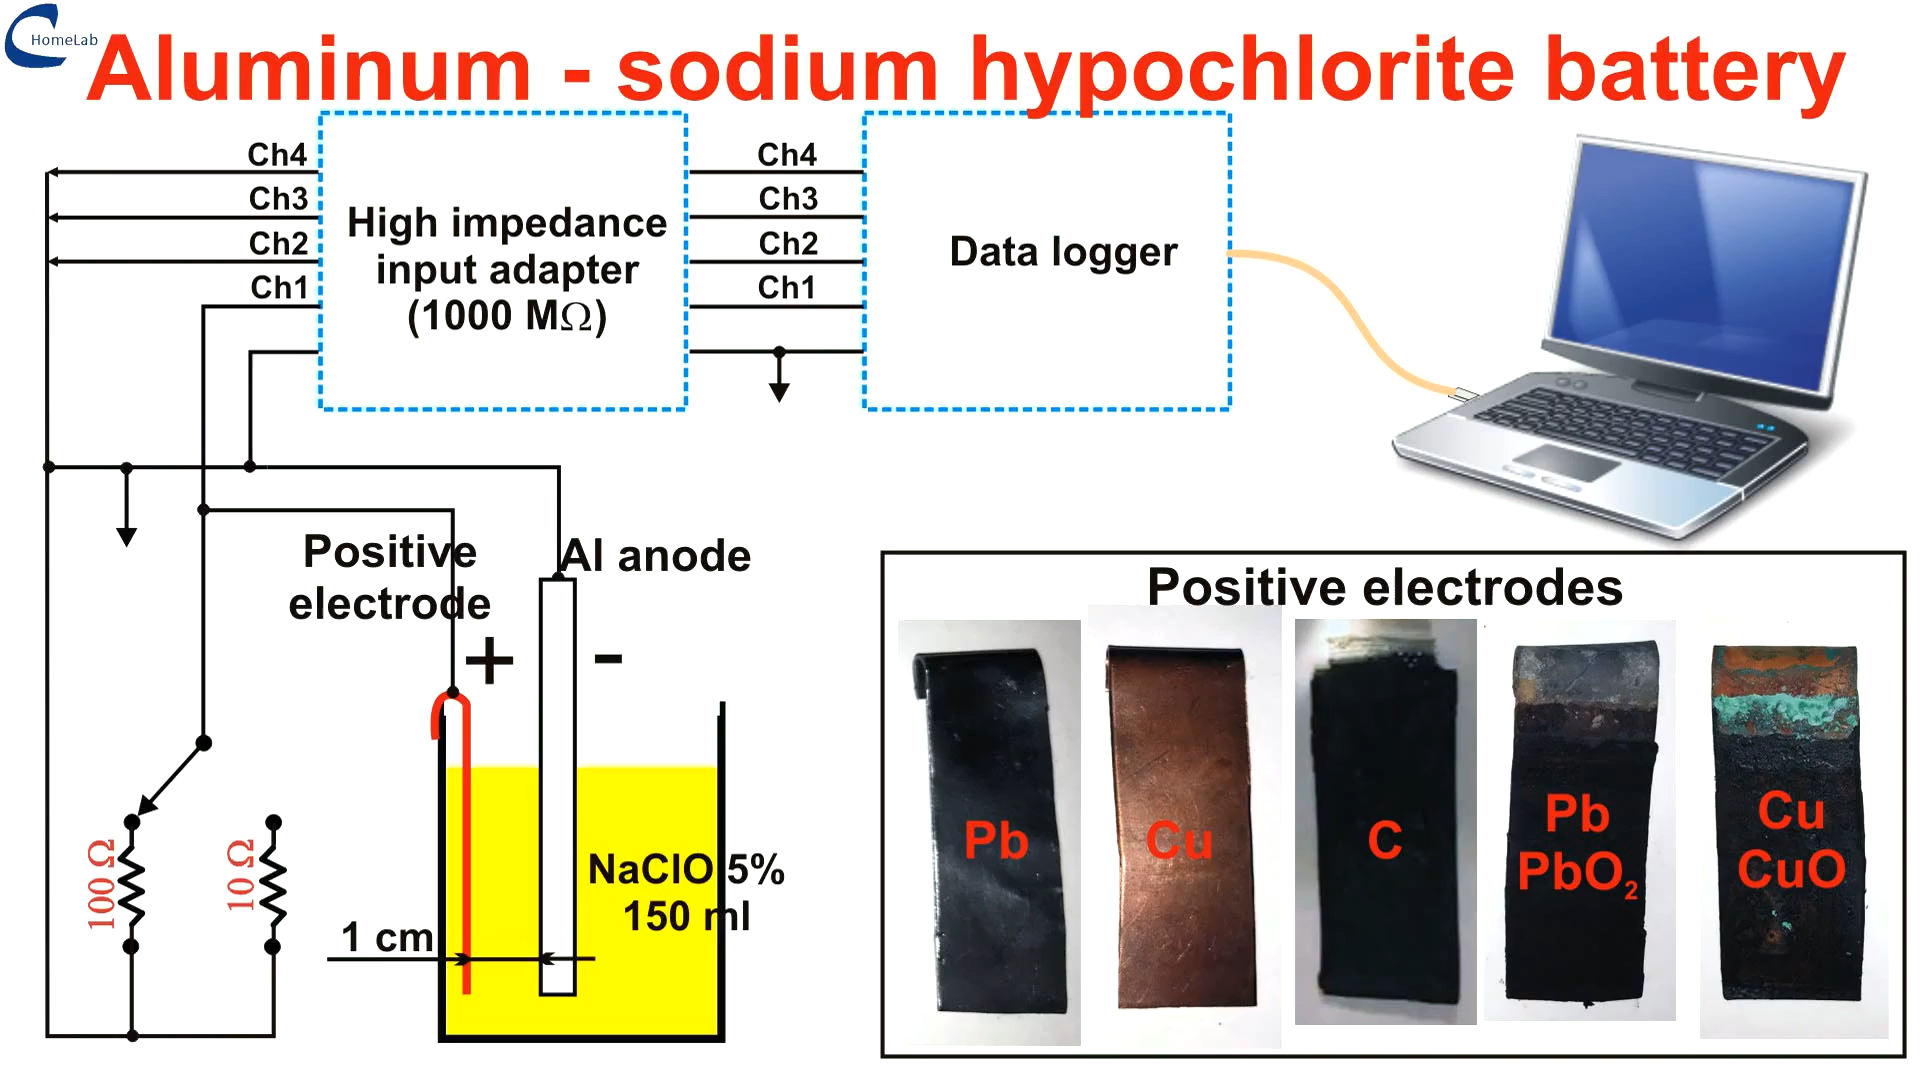 HomeLab
Aluminum - sodium hypochlorite battery
Ch4
Ch3
Ch2
Ch1
High impedance
input adapter
(1000 MΩ)
Ch4
Ch3
Ch2
Ch1
Data logger
Positive
electrode
Al anode
+
-
100 Ω
10 Ω
1 cm
NaClO 5%
150 ml
Positive electrodes
Pb
Cu
C
Pb
PbO₂
Cu
CuO